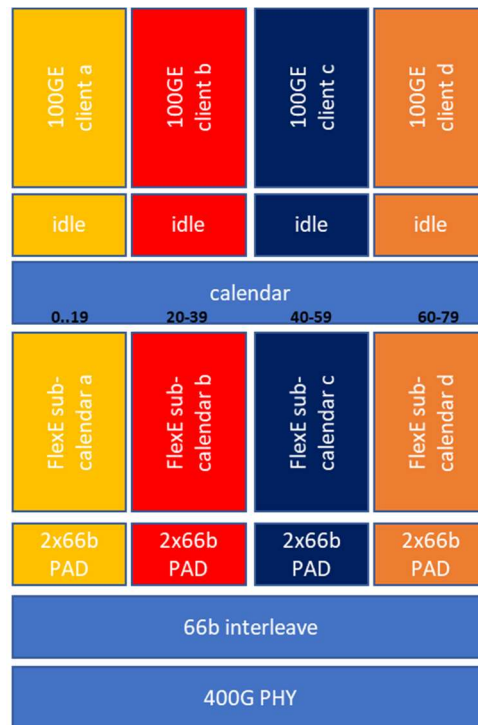 100GE
client a
100GE
client b
100GE
client c
100GE
client d
idle
idle
idle
idle
calendar
0..19
20-39
40-59
60-79
FlexE sub-
calendar a
FlexE sub-
calendar b
FlexE sub-
calendar c
FlexE sub-
calendar d
2x66b
PAD
2x66b
PAD
2x66b
PAD
2x66b
PAD
66b interleave
400G PHY